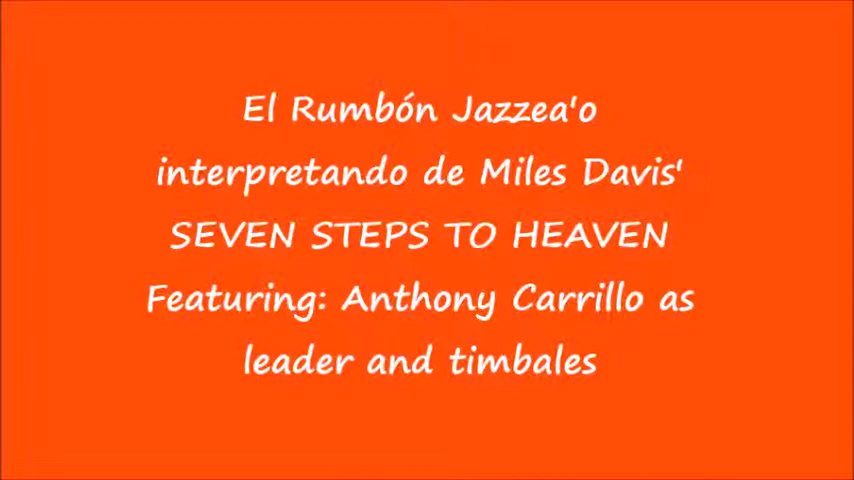 El Rumbón Jazzea'o
interpretando de Miles Davis'
SEVEN STEPS TO HEAVEN
Featuring: Anthony Carrillo as
leader and timbales